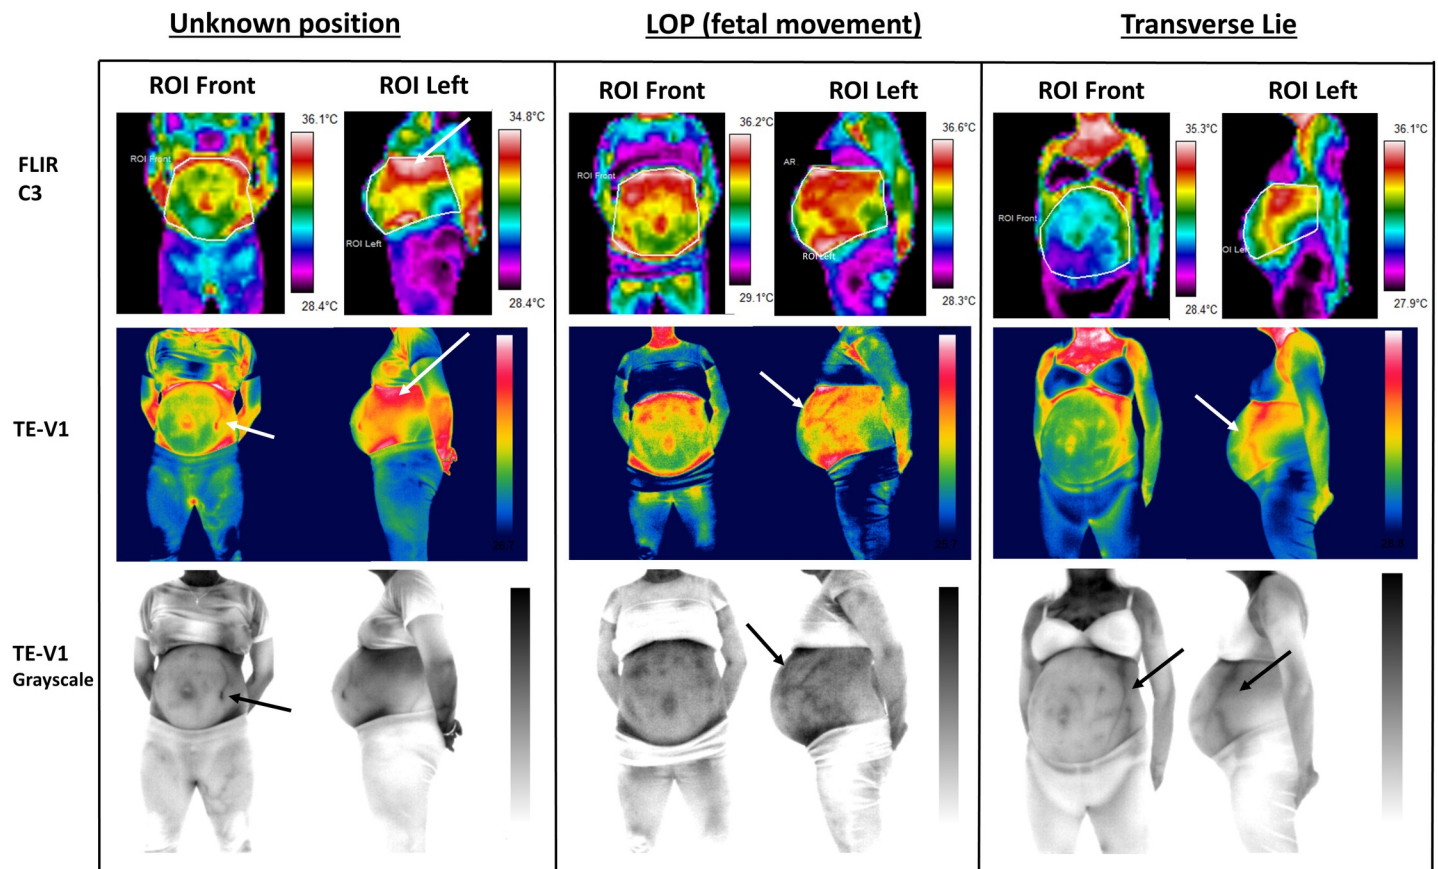 Unknown position
LOP (fetal movement)
Transverse Lie
ROI Front
ROI Left
ROI Front
ROI Left
ROI Front
ROI Left
FLIR
C3
36.1°C
ROI Front
28.4°C
34.8°C
ROI Left
28.4°C
36.2°C
ROI Front
29.1°C
36.6°C
AR
ROI Left
28.3°C
35.3°C
ROI Front
28.4°C
36.1°C
OI Lef
27.9°C
TE-V1
TE-V1
Grayscale